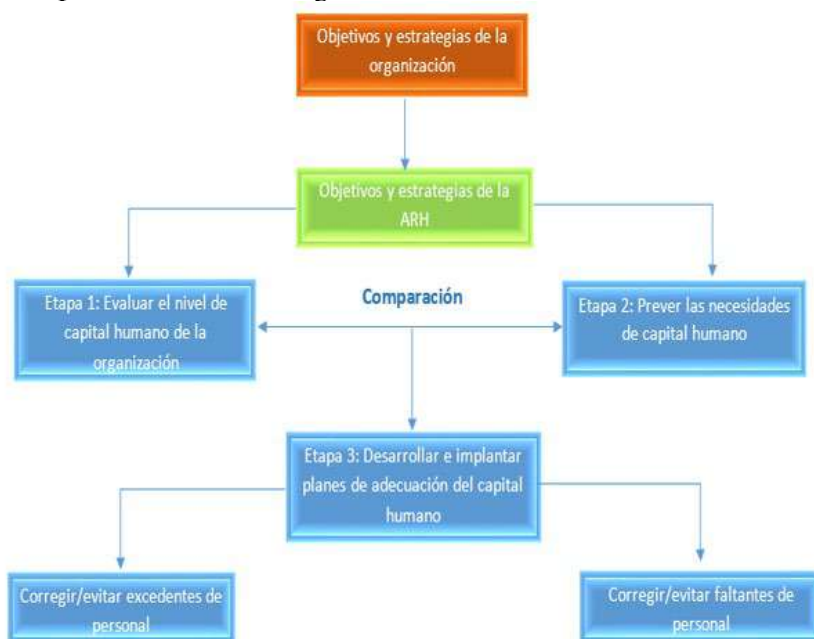 Objetivos y estrategias de la
organización
Objetivos y estrategias de la
ARH
Etapa 1: Evaluar el nivel de
capital humano de la
organización
Comparación
Etapa 2: Prever las necesidades
de capital humano
Etapa 3: Desarrollar e implantar
planes de adecuación del capital
humano
Corregir/evitar excedentes de
personal
Corregir/evitar faltantes de
personal